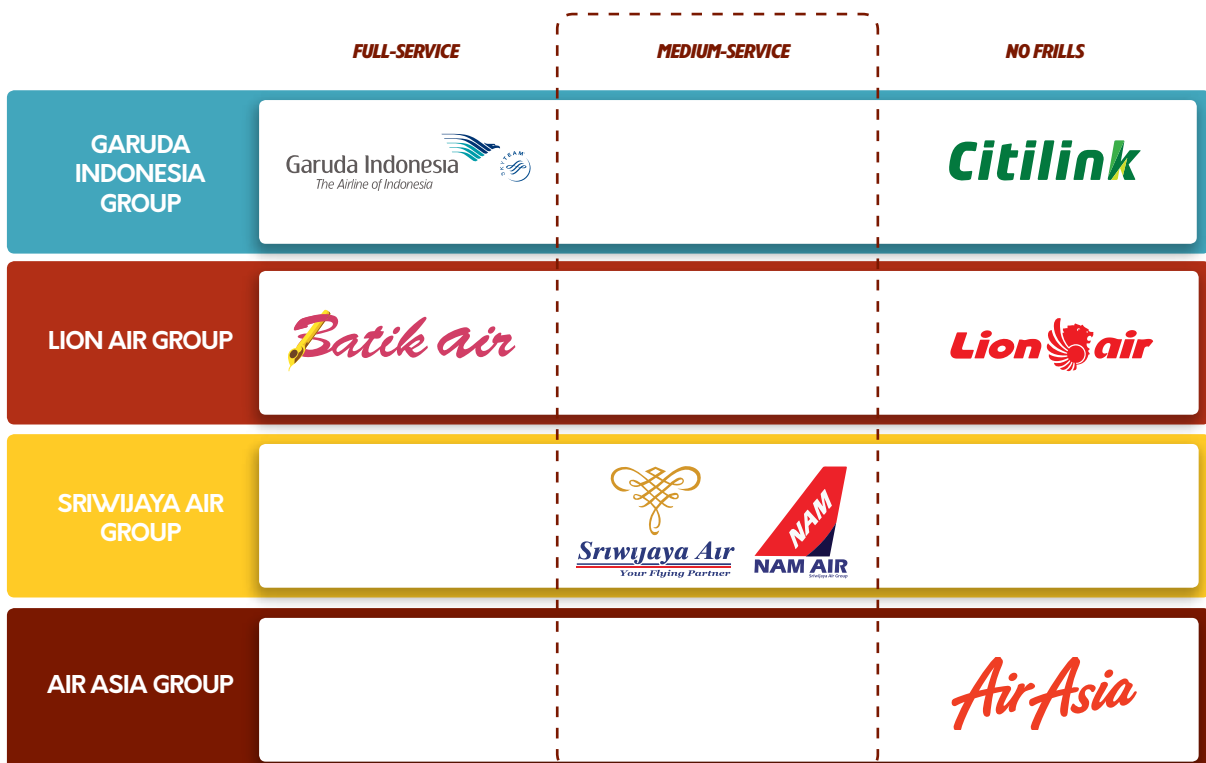 FULL-SERVICE
MEDIUM-SERVICE
NO FRILLS
GARUDA
INDONESIA
GROUP
Garuda Indonesia
The Airline of Indonesia
SKYTEAM
Citilink
LION AIR GROUP
Batik air
Lion air
SRIWIJAYA AIR
GROUP
Sriwijaya Air
Your Flying Partner
NAM
NAM AIR
Sriwijaya Air Group
AIR ASIA GROUP
AirAsia